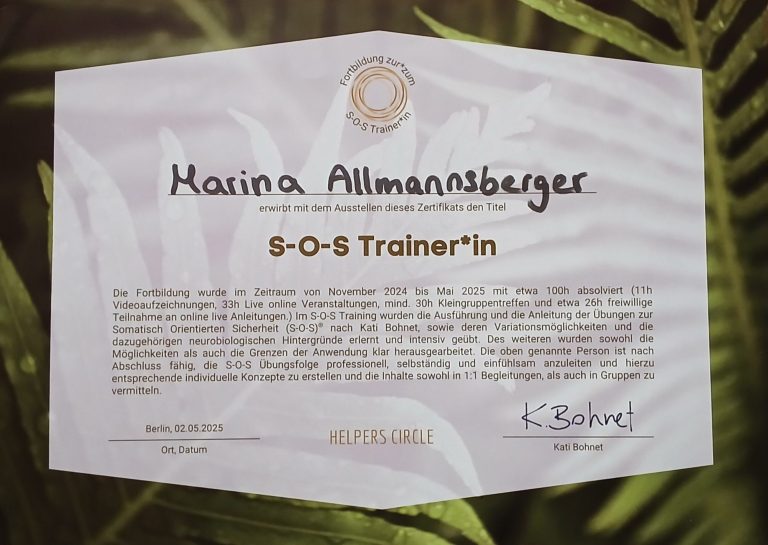 Fortbildung zur*zum
S-O-S Trainer*in
Marina Allmannsberger
erwirbt mit dem Ausstellen dieses Zertifkats den Titel
S-O-S Trainer*in
Die Fortbildung wurde im Zeitraum von November 2024 bis Mai 2025 mit etwa 100h absolviert (11h
Videoaufzeichnungen, 33h Live online Veranstaltungen, mind. 30h Kleingruppentreffen und etwa 26h freiwillige
Teilnahme an online live Anleitungen.) Im S-O-S Training wurden die Ausführung und die Anleitung der Übungen zur
Somatisch Orientierten Sicherheit (S-O-S)® nach Kati Bohnet, sowie deren Variationsmöglichkeiten und die
dazugehörigen neurobiologischen Hintergründe erlernt und intensiv geübt. Des weiteren wurden sowohl die
Möglichkeiten als auch die Grenzen der Anwendung klar herausgearbeitet. Die oben genannte Person ist nach
Abschluss fähig, die S-O-S Übungsfolge professionell, selbständig und einfühlsam anzuleiten und hierzu
entsprechende individuelle Konzepte zu erstellen und die Inhalte sowohl in 1:1 Begleitungen, als auch in Gruppen zu
vermitteln.
Berlin, 02.05.2025
Ort, Datum
HELPERS CIRCLE
K. Bohnet
Kati Bohnet